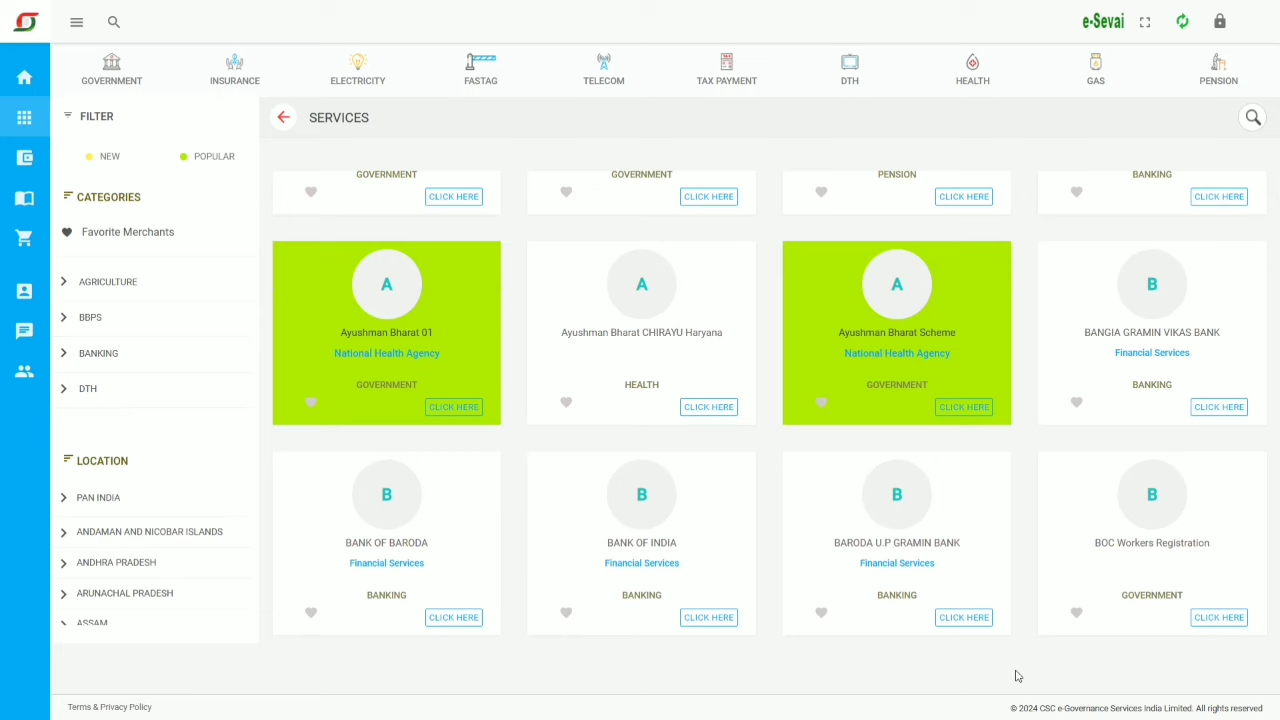 e-Sevai
GOVERNMENT
INSURANCE
ELECTRICITY
FASTAG
TELECOM
TAX PAYMENT
DTH
HEALTH
GAS
PENSION
FILTER
NEW
POPULAR
CATEGORIES
Favorite Merchants
AGRICULTURE
BBPS
BANKING
DTH
LOCATION
PAN INDIA
ANDAMAN AND NICOBAR ISLANDS
ANDHRA PRADESH
ARUNACHAL PRADESH
ASSAM
SERVICES
GOVERNMENT
CLICK HERE
GOVERNMENT
CLICK HERE
PENSION
CLICK HERE
BANKING
CLICK HERE
A
Ayushman Bharat 01
National Health Agency
GOVERNMENT
CLICK HERE
A
Ayushman Bharat CHIRAYU Haryana
HEALTH
CLICK HERE
A
Ayushman Bharat Scheme
National Health Agency
GOVERNMENT
CLICK HERE
B
BANGIA GRAMIN VIKAS BANK
Financial Services
BANKING
CLICK HERE
B
BANK OF BARODA
Financial Services
BANKING
CLICK HERE
B
BANK OF INDIA
Financial Services
BANKING
CLICK HERE
B
BARODA U.P GRAMIN BANK
Financial Services
BANKING
CLICK HERE
B
BOC Workers Registration
GOVERNMENT
CLICK HERE
Terms & Privacy Policy
© 2024 CSC e-Governance Services India Limited. All rights reserved